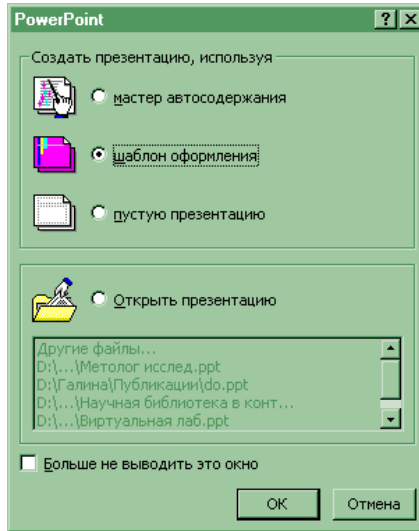 PowerPoint
Создать презентацию, используя
мастер автосодержания
шаблон оформления
пустую презентацию
Открыть презентацию
Другие файлы...
D:\...\Метолог исслед.ppt
D:\Галина\Публикации\do.ppt
D:\...\Научная библиотека в конт...
D:\...\Виртуальная лаб.ppt
Больше не выводить это окно
ОК
Отмена